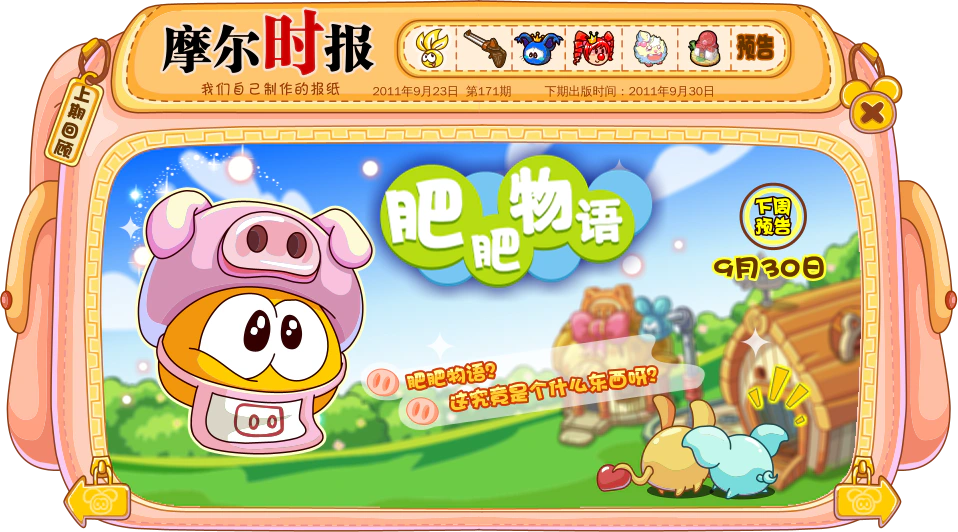 摩尔时报
预告
我们自己制作的报纸
2011年9月23日 第171期
下期出版时间：2011年9月30日
上期回顾
肥肥物语
下周
预告
9月30日
肥肥物语?
这究竟是个什么东西呀?